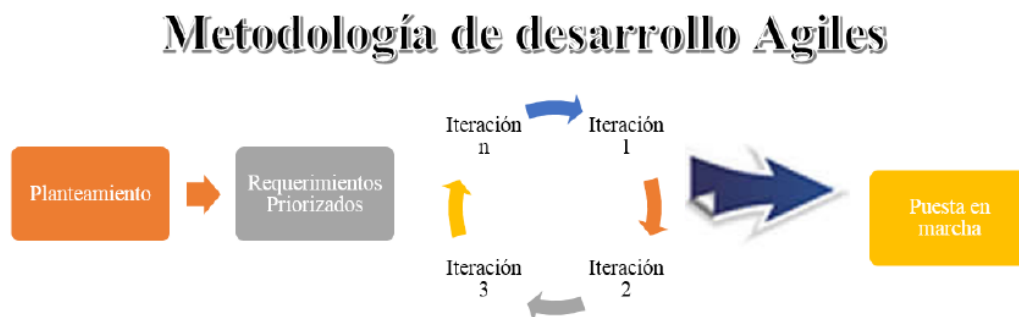 Metodología de desarrollo Agiles
Planteamiento
Requerimientos
Priorizados
Iteración
n
Iteración
1
Iteración
2
Iteración
3
Puesta en
marcha